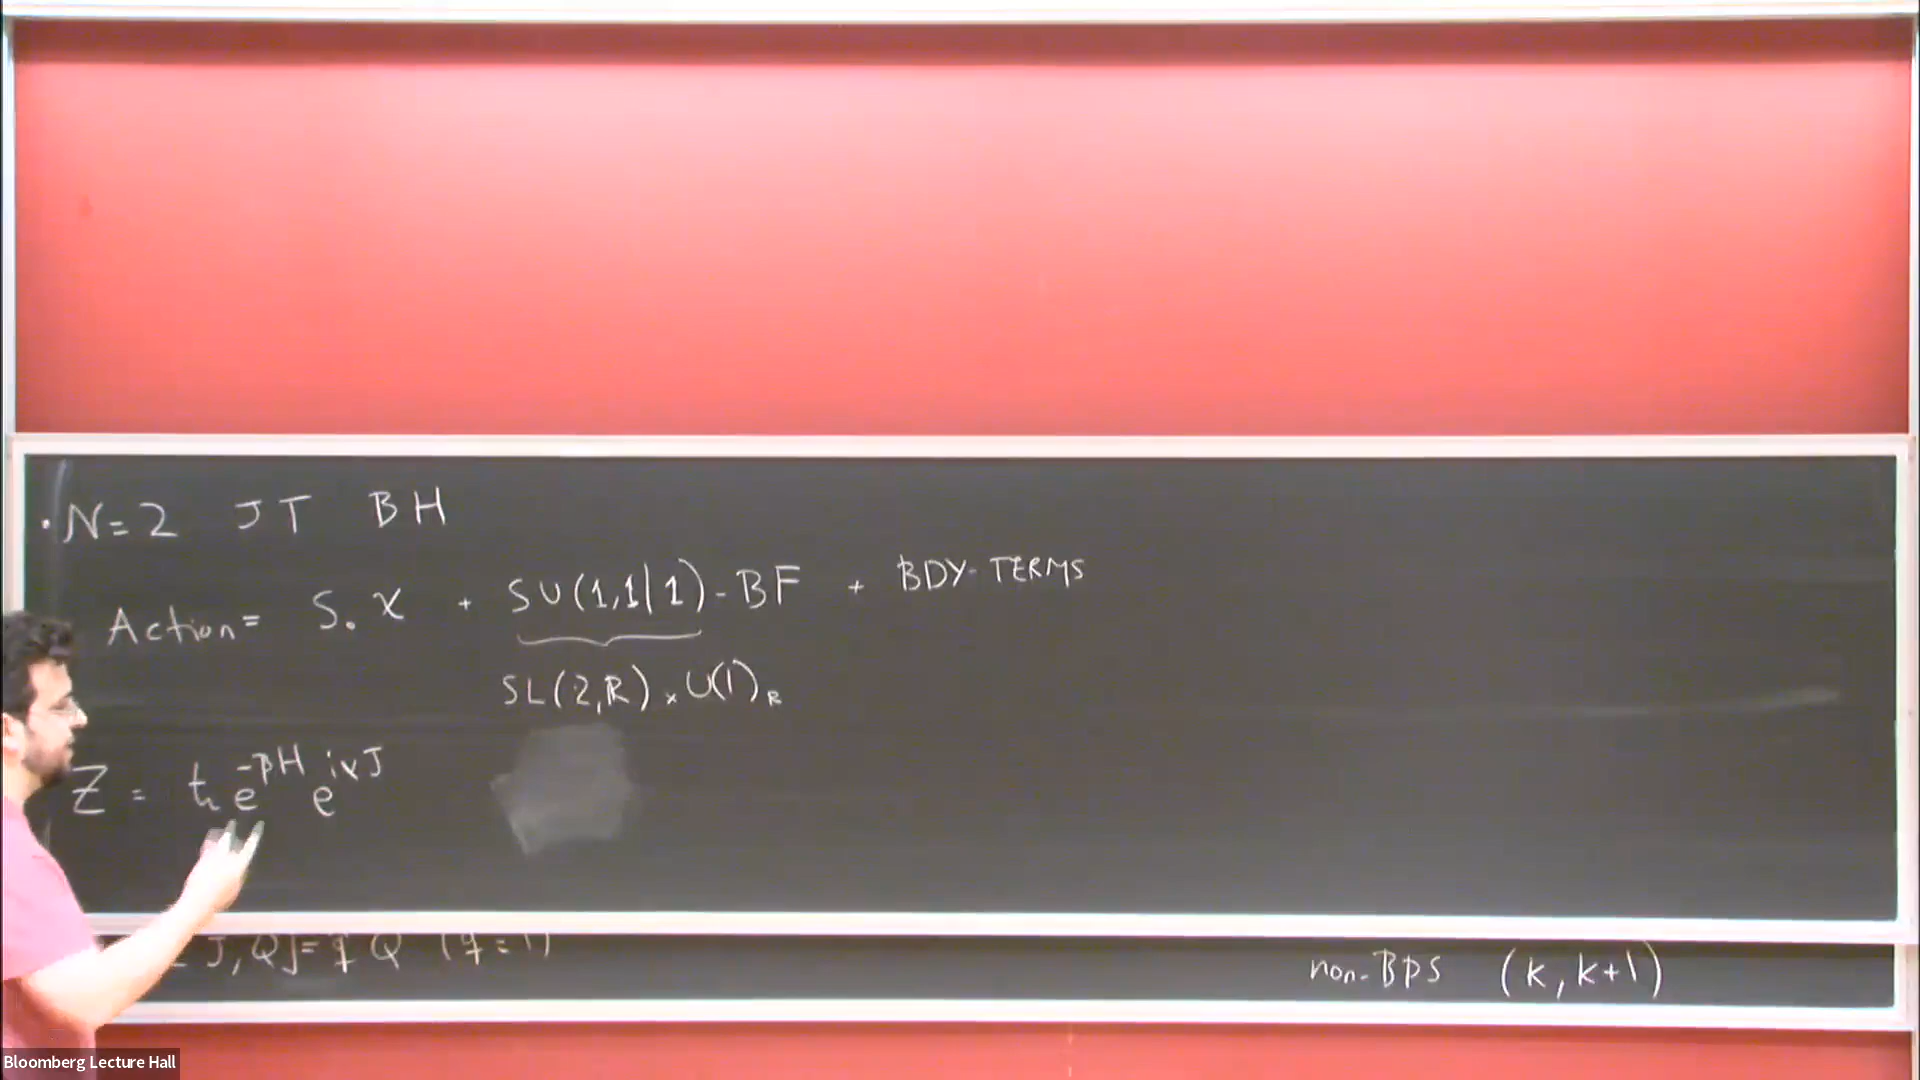 · N=2 JT BH
Action= S₀ χ + SU(1,1|1)-BF + BDY-TERMS
SL(2,R) × U(1)_R
Z = tr e^{-βH} e^{iαJ}
J,Q]= q Q (q=1)
non-BPS (k, k+1)
Bloomberg Lecture Hall